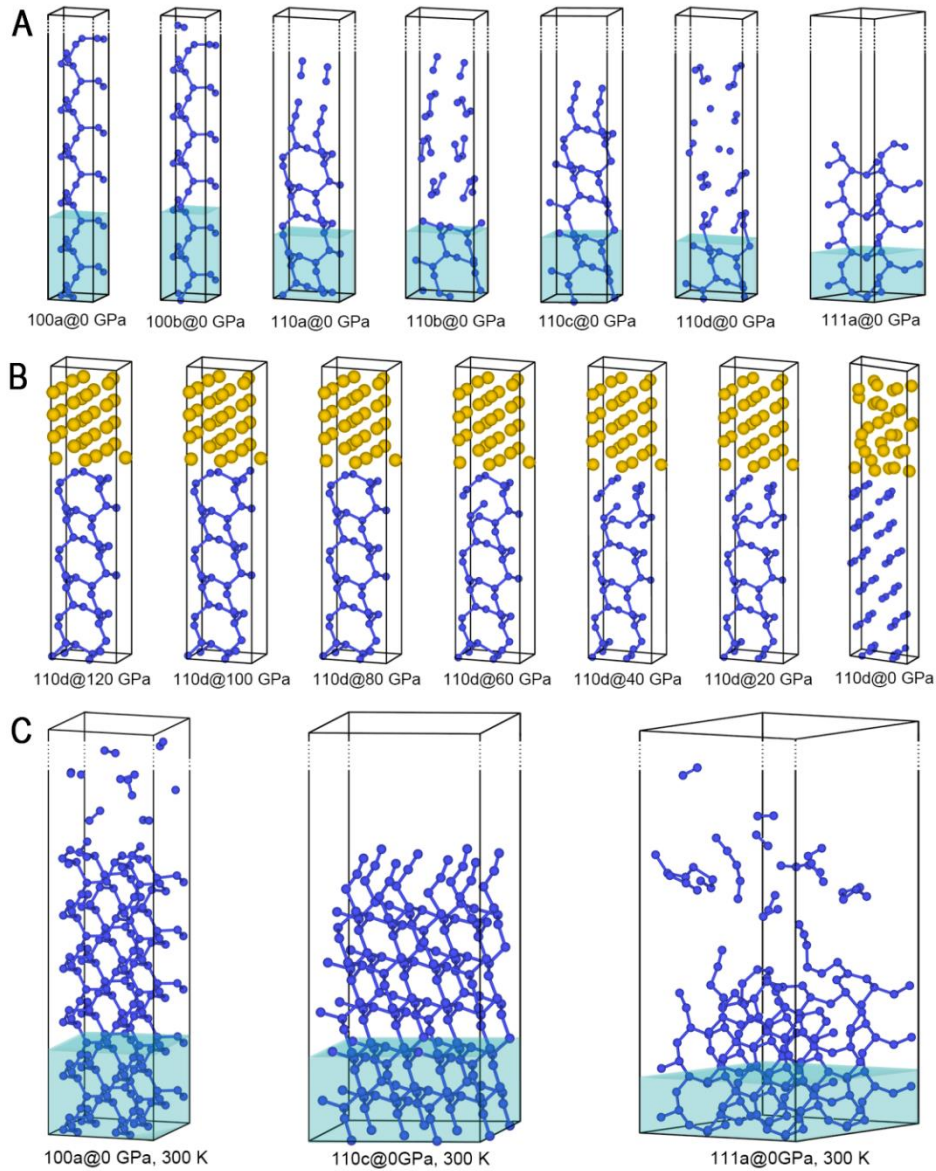 A
100a@0 GPa 100b@0 GPa 110a@0 GPa 110b@0 GPa 110c@0 GPa 110d@0 GPa 111a@0 GPa
B
110d@120 GPa 110d@100 GPa 110d@80 GPa 110d@60 GPa 110d@40 GPa 110d@20 GPa 110d@0 GPa
C
100a@0 GPa, 300 K 110c@0GPa, 300 K 111a@0GPa, 300 K